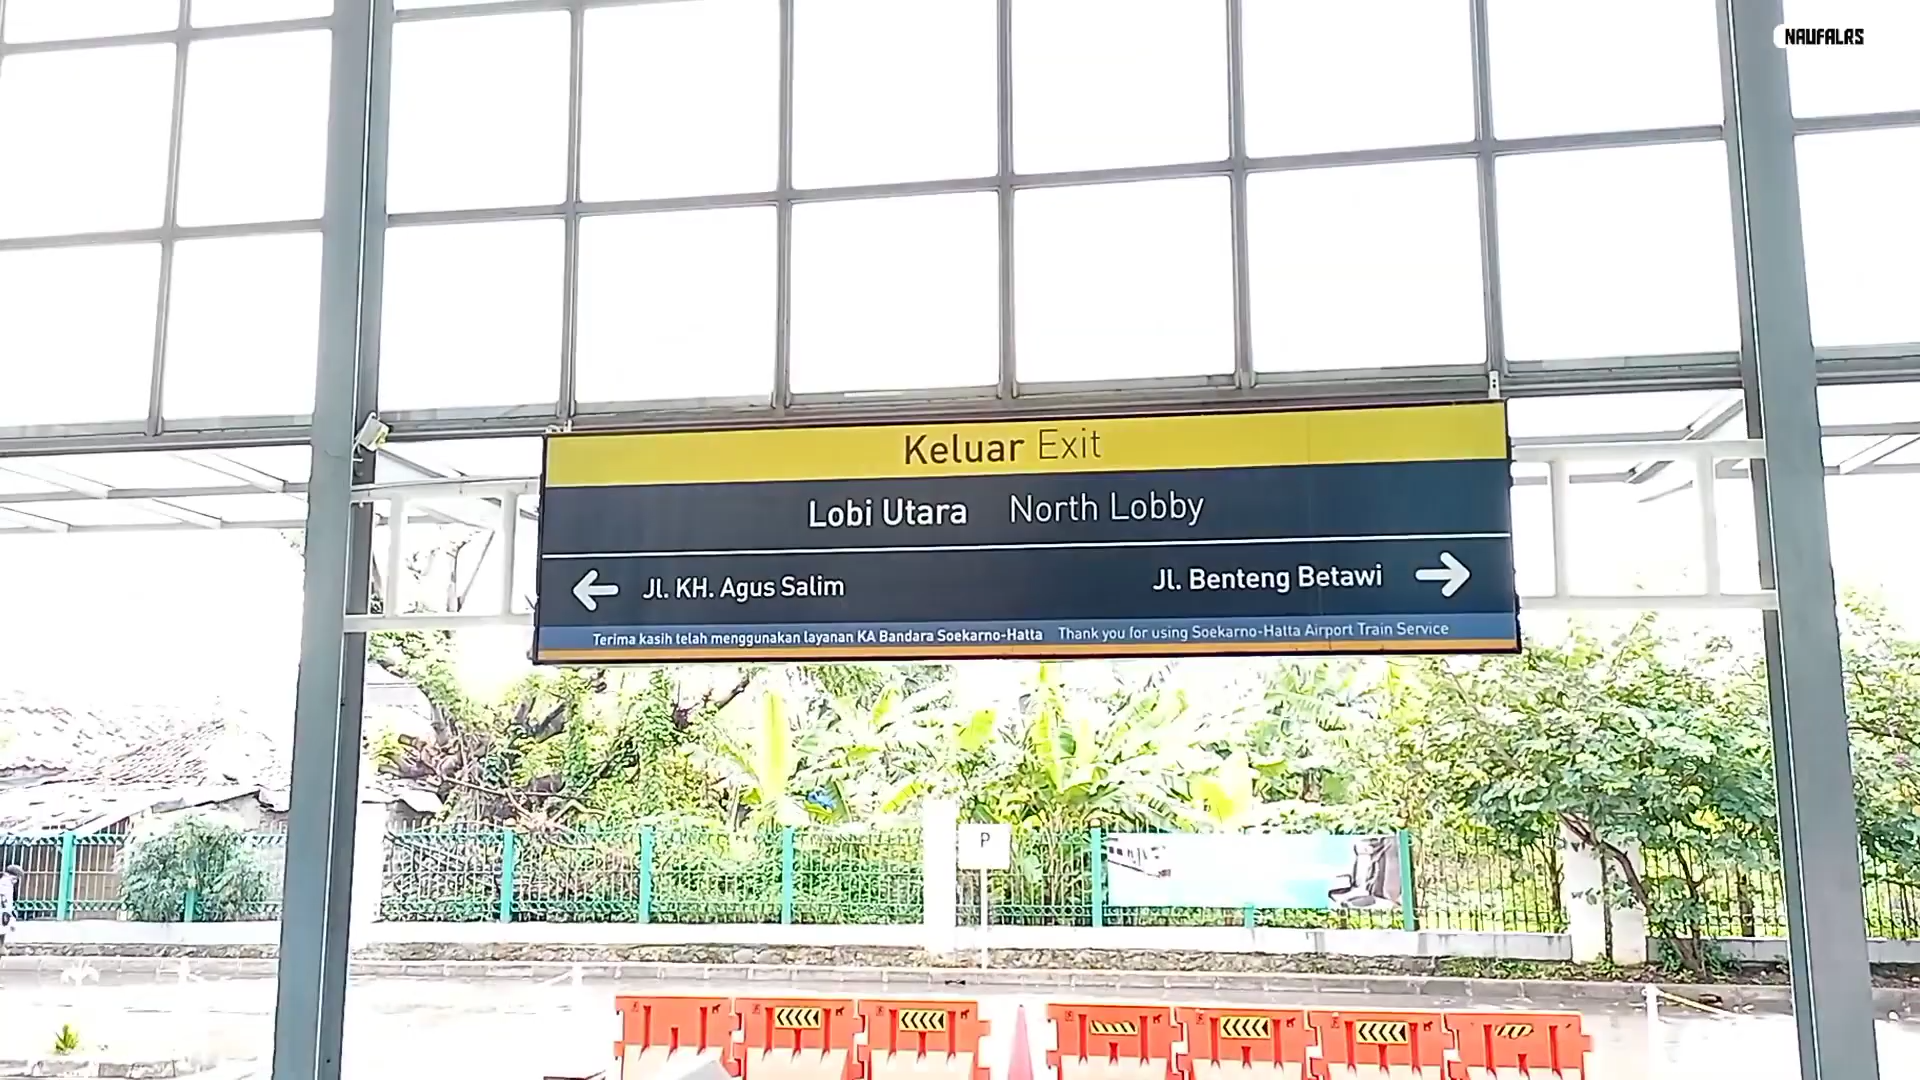 NAUFALRS
Keluar Exit
Lobi Utara North Lobby
← Jl. KH. Agus Salim
Jl. Benteng Betawi →
Terima kasih telah menggunakan layanan KA Bandara Soekarno-Hatta Thank you for using Soekarno-Hatta Airport Train Service
P